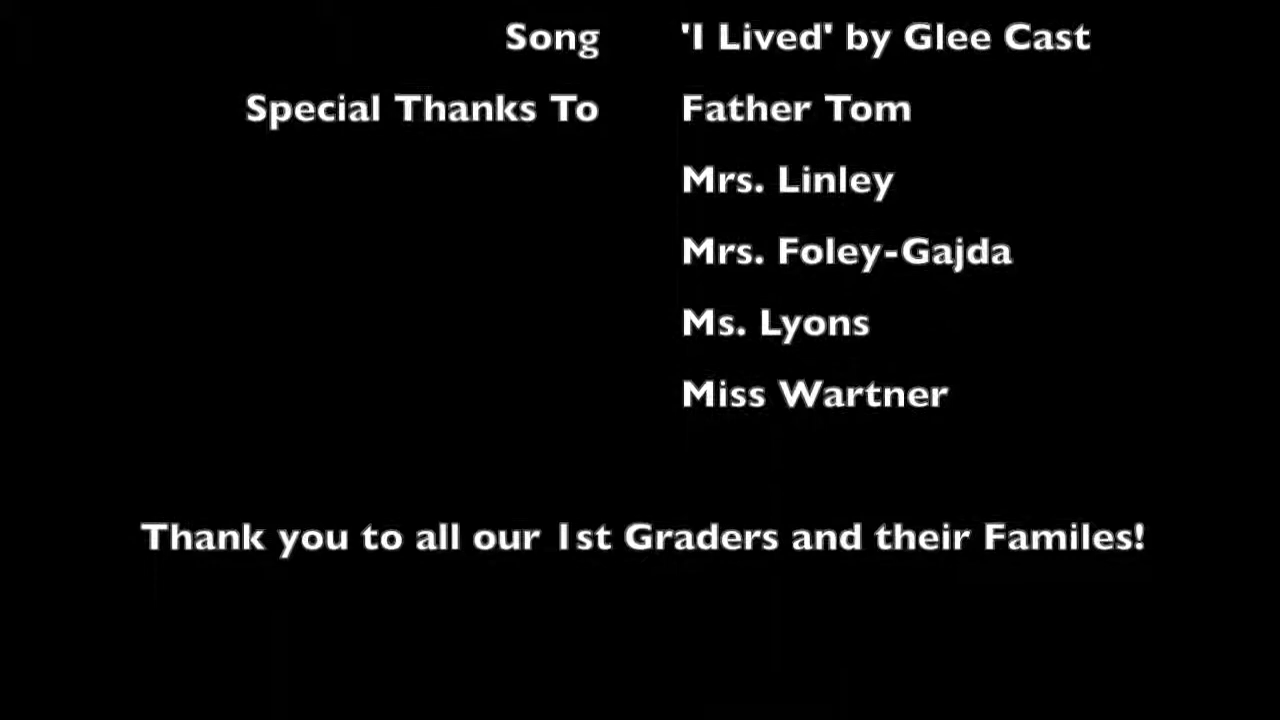 Song 'I Lived' by Glee Cast
Special Thanks To Father Tom
Mrs. Linley
Mrs. Foley-Gajda
Ms. Lyons
Miss Wartner
Thank you to all our 1st Graders and their Familes!